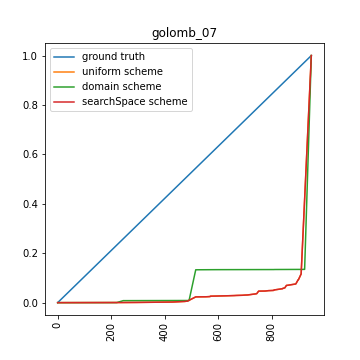 golomb_07
ground truth
uniform scheme
domain scheme
searchSpace scheme
1.0
0.8
0.6
0.4
0.2
0.0
0
200
400
600
800